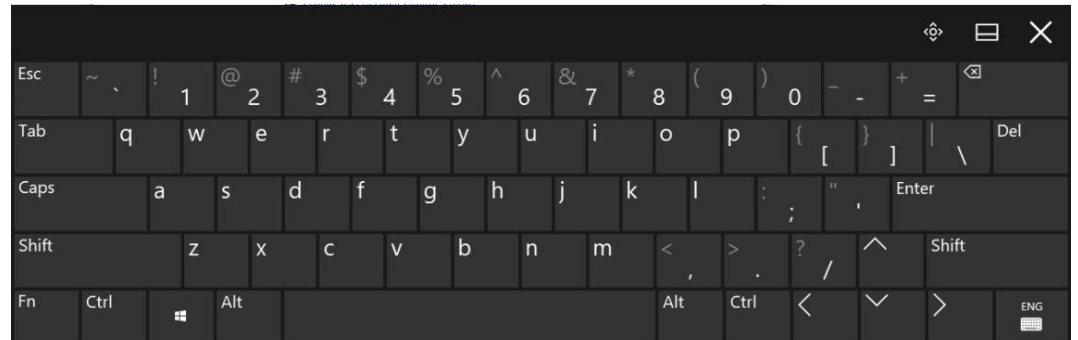 Esc ~ ` ! 1 @ 2 # 3 $ 4 % 5 ^ 6 & 7 * 8 ( 9 ) 0 _ - + =
Tab q w e r t y u i o p { [ } ] | \ Del
Caps a s d f g h j k l : ; " ' Enter
Shift z x c v b n m < , > . ? / Shift
Fn Ctrl Alt Alt Ctrl ENG